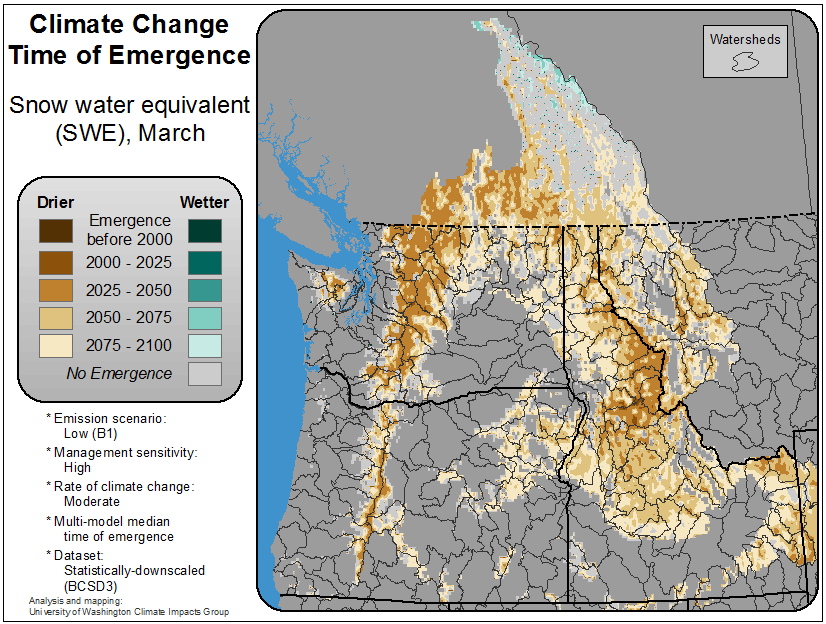 Climate Change
Time of Emergence
Snow water equivalent
(SWE), March
Drier
Wetter
Emergence
before 2000
2000 - 2025
2025 - 2050
2050 - 2075
2075 - 2100
No Emergence
* Emission scenario:
Low (B1)
* Management sensitivity:
High
* Rate of climate change:
Moderate
* Multi-model median
time of emergence
* Dataset:
Statistically-downscaled
(BCSD3)
Analysis and mapping:
University of Washington Climate Impacts Group
Watersheds